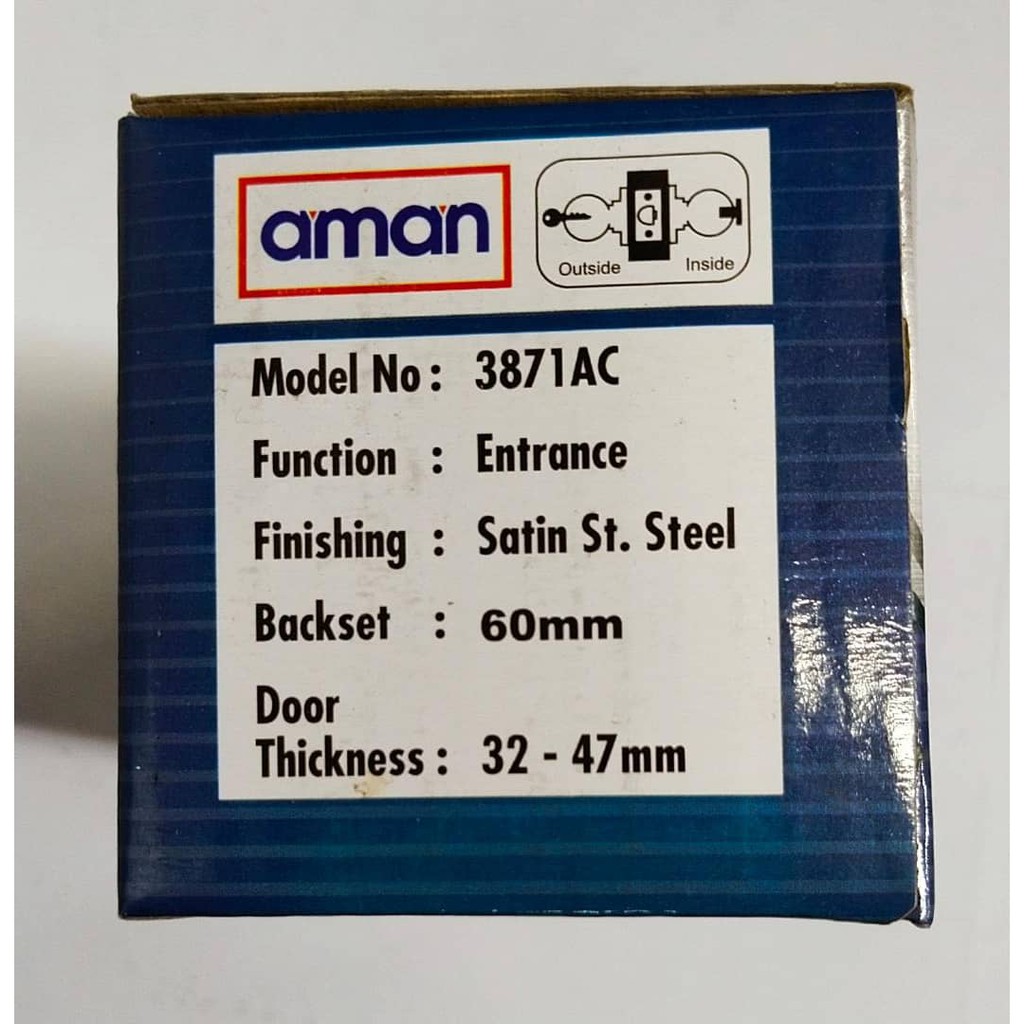 aman
Outside Inside
Model No : 3871AC
Function : Entrance
Finishing : Satin St. Steel
Backset : 60mm
Door
Thickness : 32 - 47mm